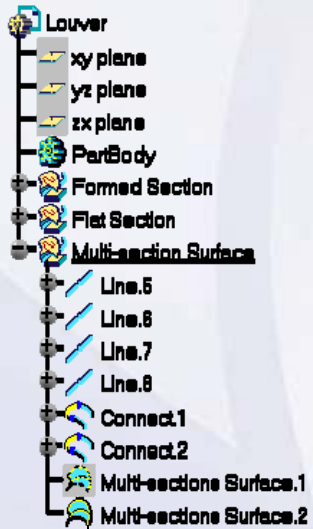 Louver
xy plane
yz plane
zx plane
PartBody
Formed Section
Flat Section
Multi-section Surface
Line.5
Line.6
Line.7
Line.8
Connect.1
Connect.2
Multi-sections Surface.1
Multi-sections Surface.2